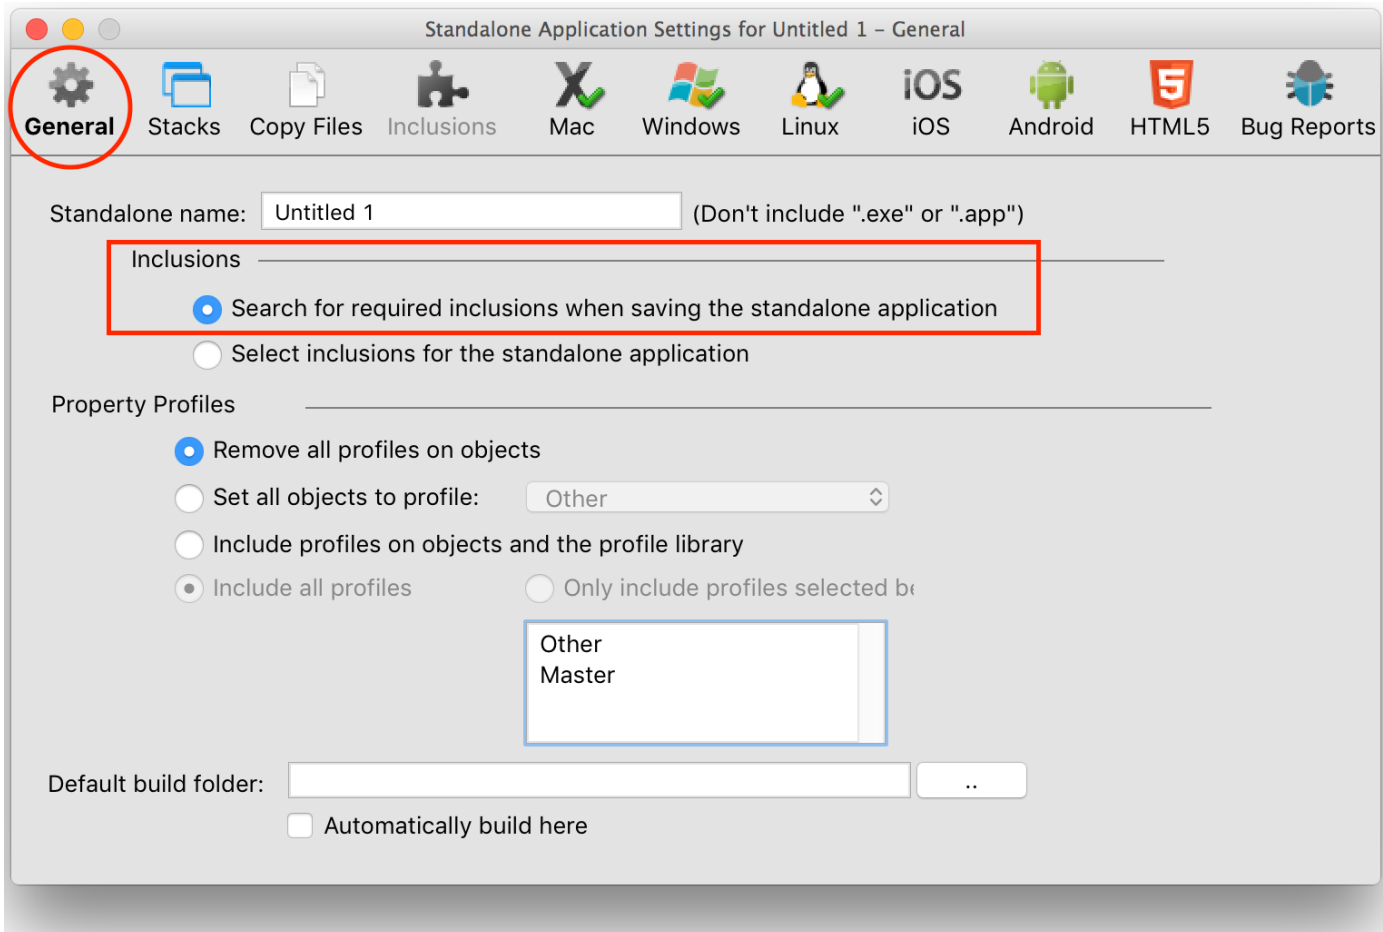 Standalone Application Settings for Untitled 1 – General
General Stacks Copy Files Inclusions Mac Windows Linux iOS iOS Android HTML5 5 Bug Reports
Standalone name: Untitled 1 (Don't include ".exe" or ".app")
Inclusions
Search for required inclusions when saving the standalone application
Select inclusions for the standalone application
Property Profiles
Remove all profiles on objects
Set all objects to profile: Other
Include profiles on objects and the profile library
Include all profiles Only include profiles selected be
Other
Master
Default build folder: ..
Automatically build here